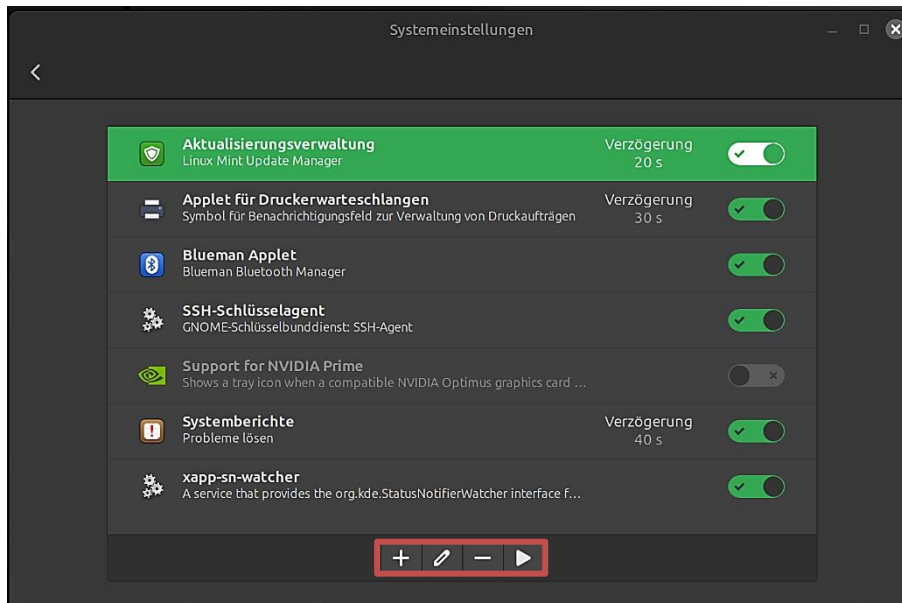 Systemeinstellungen
Aktualisierungsverwaltung
Linux Mint Update Manager
Verzögerung
20 s
Applet für Druckerwarteschlangen
Symbol für Benachrichtigungsfeld zur Verwaltung von Druckaufträgen
Verzögerung
30 s
Blueman Applet
Blueman Bluetooth Manager
SSH-Schlüsselagent
GNOME-Schlüsselbunddienst: SSH-Agent
Support for NVIDIA Prime
Shows a tray icon when a compatible NVIDIA Optimus graphics card ...
Systemberichte
Probleme lösen
Verzögerung
40 s
xapp-sn-watcher
A service that provides the org.kde.StatusNotifierWatcher interface f...